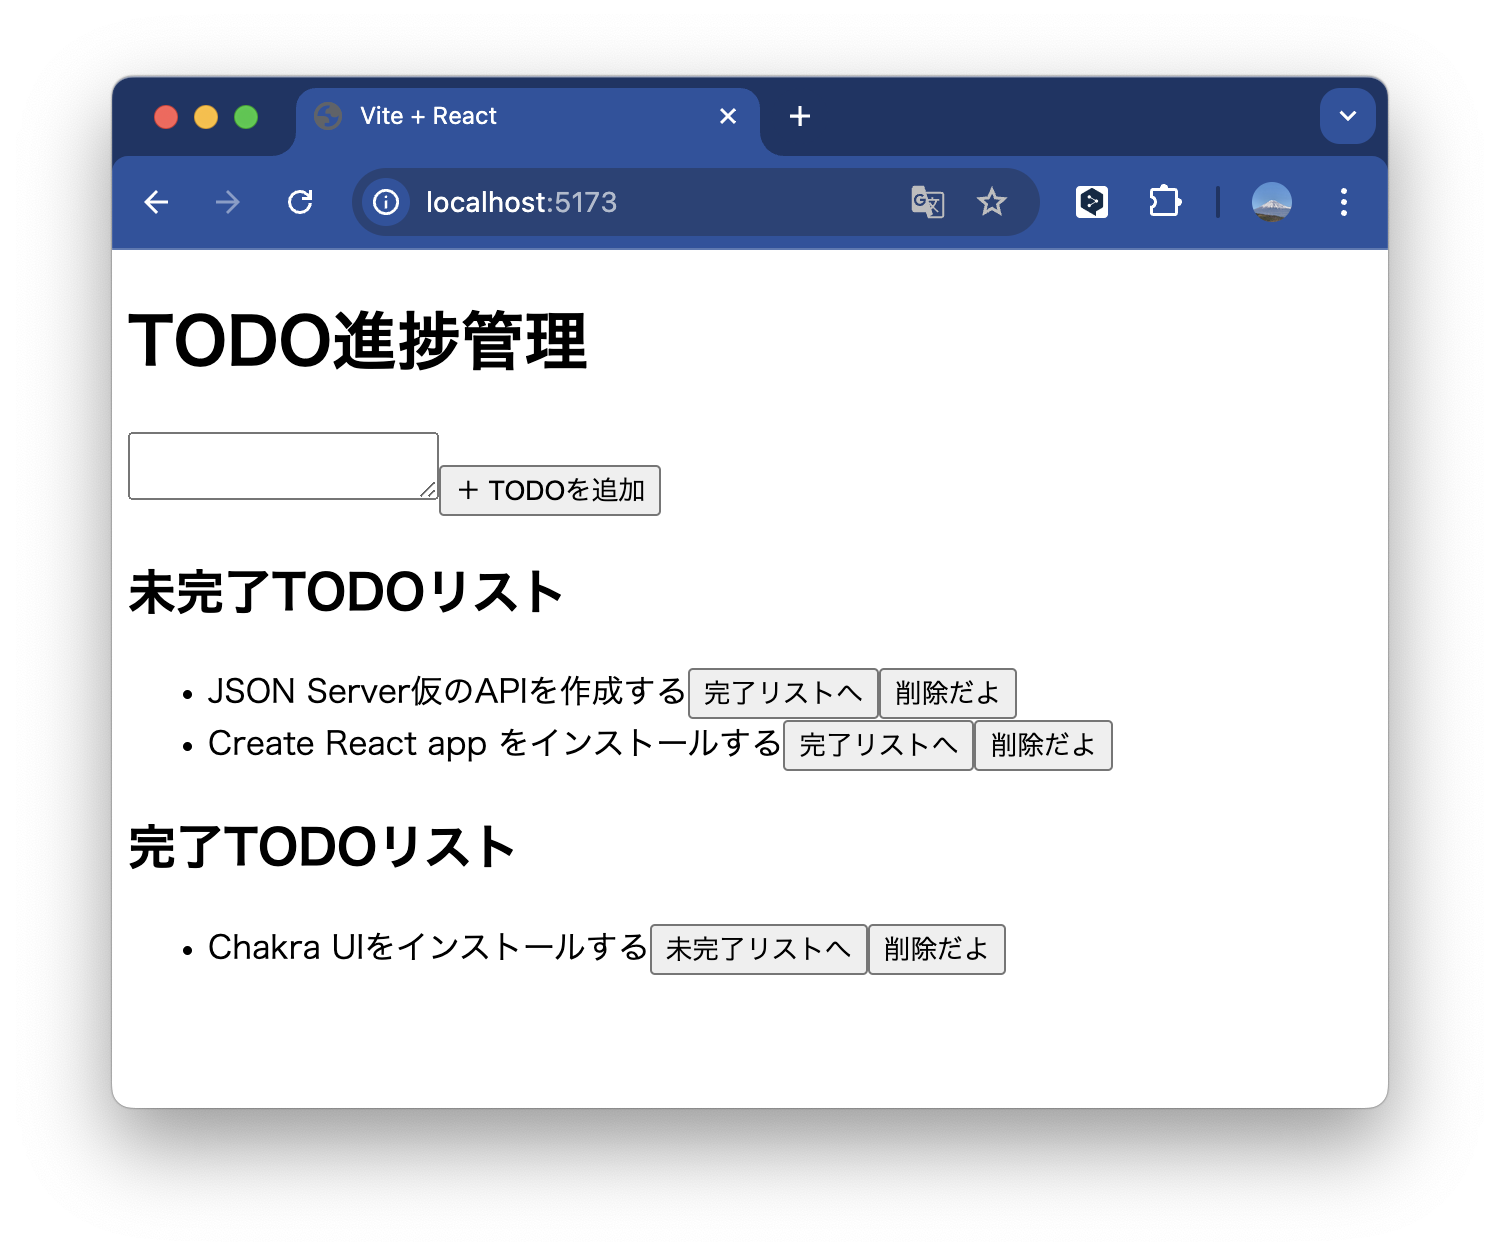 Vite + React
localhost:5173
TODO進捗管理
＋ TODOを追加
未完了TODOリスト
JSON Server仮のAPIを作成する 完了リストへ 削除だよ
Create React app をインストールする 完了リストへ 削除だよ
完了TODOリスト
Chakra UIをインストールする 未完了リストへ 削除だよ